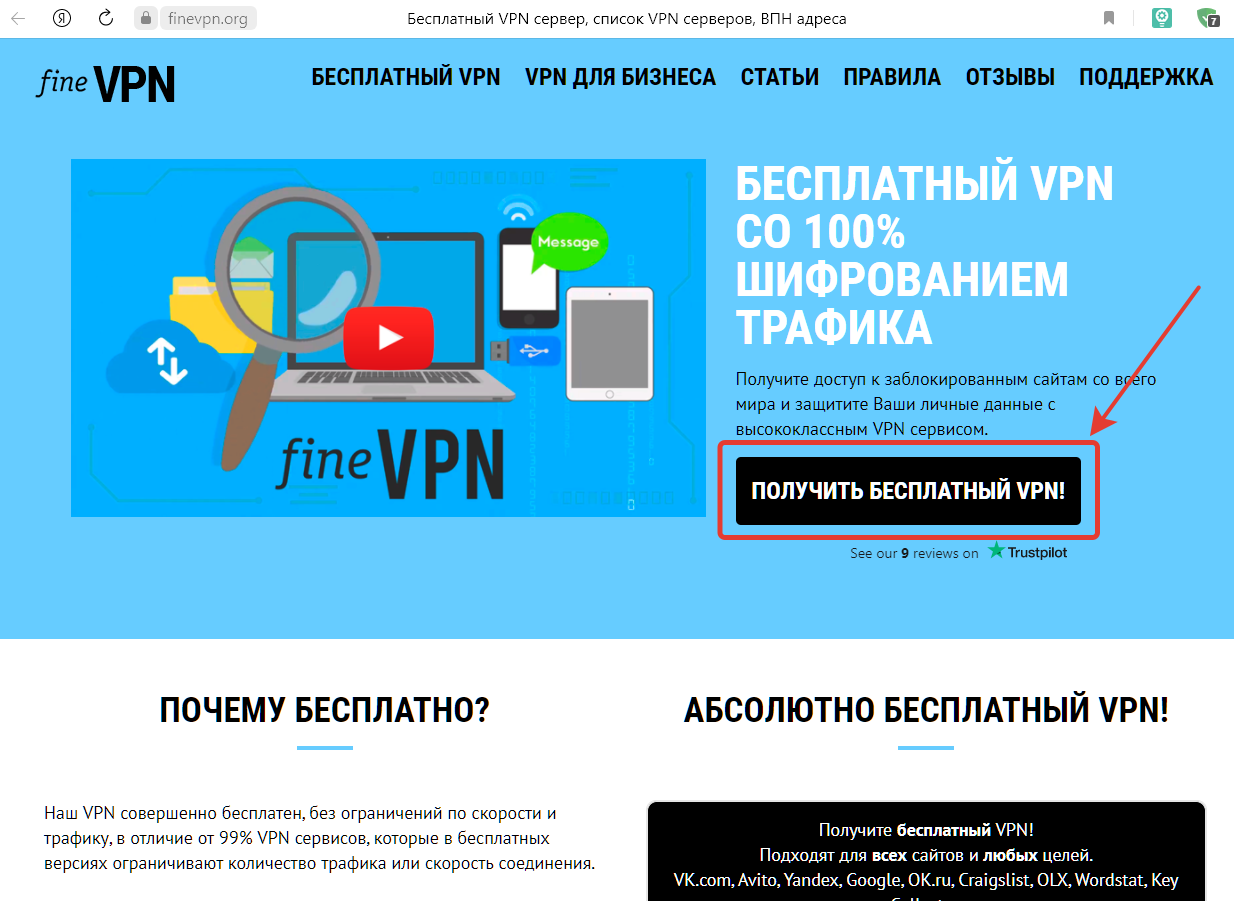 Я
finevpn.org
Бесплатный VPN сервер, список VPN серверов, ВПН адреса
7
fine VPN
БЕСПЛАТНЫЙ VPN
VPN ДЛЯ БИЗНЕСА
СТАТЬИ
ПРАВИЛА
ОТЗЫВЫ
ПОДДЕРЖКА
Message
fine VPN
БЕСПЛАТНЫЙ VPN
СО 100%
ШИФРОВАНИЕМ
ТРАФИКА
Получите доступ к заблокированным сайтам со всего
мира и защитите Ваши личные данные с
высококлассным VPN сервисом.
ПОЛУЧИТЬ БЕСПЛАТНЫЙ VPN!
See our 9 reviews on Trustpilot
ПОЧЕМУ БЕСПЛАТНО?
Наш VPN совершенно бесплатен, без ограничений по скорости и
трафику, в отличие от 99% VPN сервисов, которые в бесплатных
версиях ограничивают количество трафика или скорость соединения.
АБСОЛЮТНО БЕСПЛАТНЫЙ VPN!
Получите бесплатный VPN!
Подходят для всех сайтов и любых целей.
VK.com, Avito, Yandex, Google, OK.ru, Craigslist, OLX, Wordstat, Key